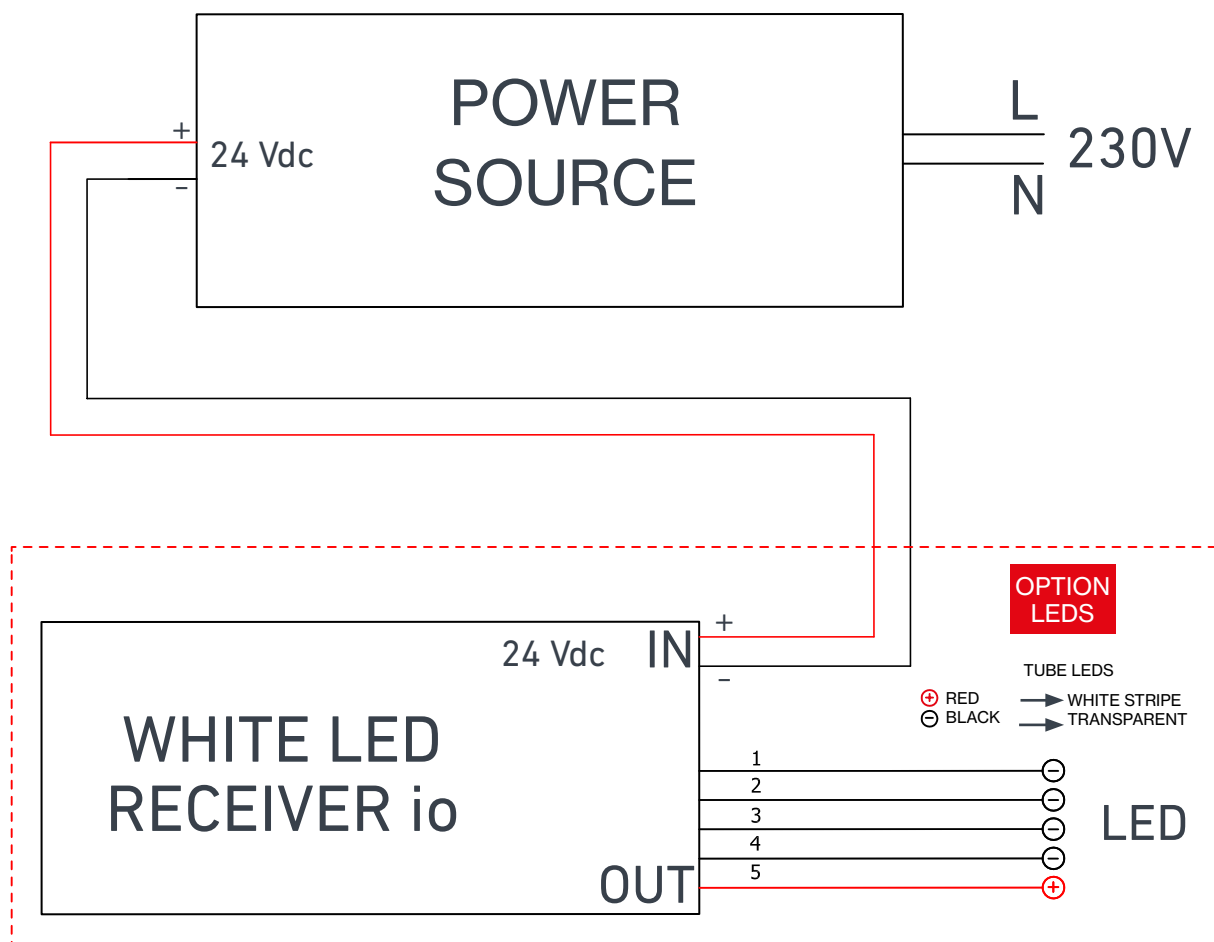 POWER
SOURCE
+
24 Vdc
-
L
230V
N
OPTION
LEDS
+
24 Vdc IN
-
TUBE LEDS
+ RED WHITE STRIPE
- BLACK TRANSPARENT
WHITE LED
RECEIVER io
1 -
2 -
3 -
4 -
5 +
LED
OUT